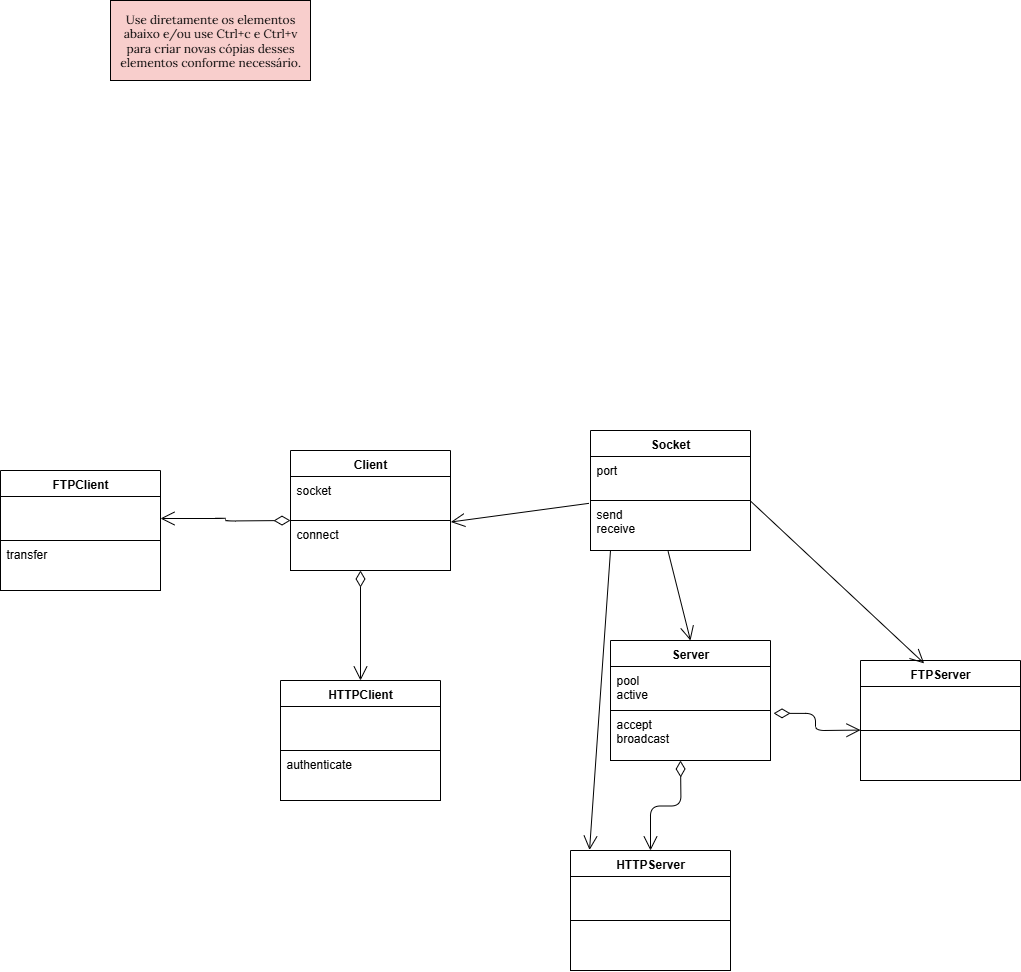 Use diretamente os elementos
abaixo e/ou use Ctrl+c e Ctrl+v
para criar novas cópias desses
elementos conforme necessário.
Socket
port
send
receive
Client
socket
connect
FTPClient
transfer
HTTPClient
authenticate
Server
pool
active
accept
broadcast
FTPServer
HTTPServer